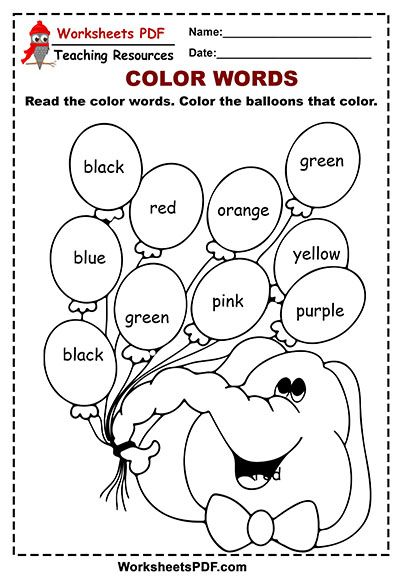 Worksheets PDF
Teaching Resources
Name:
Date:
COLOR WORDS
Read the color words. Color the balloons that color.
black
green
red
orange
blue
yellow
pink
purple
green
black
red
WorksheetsPDF.com